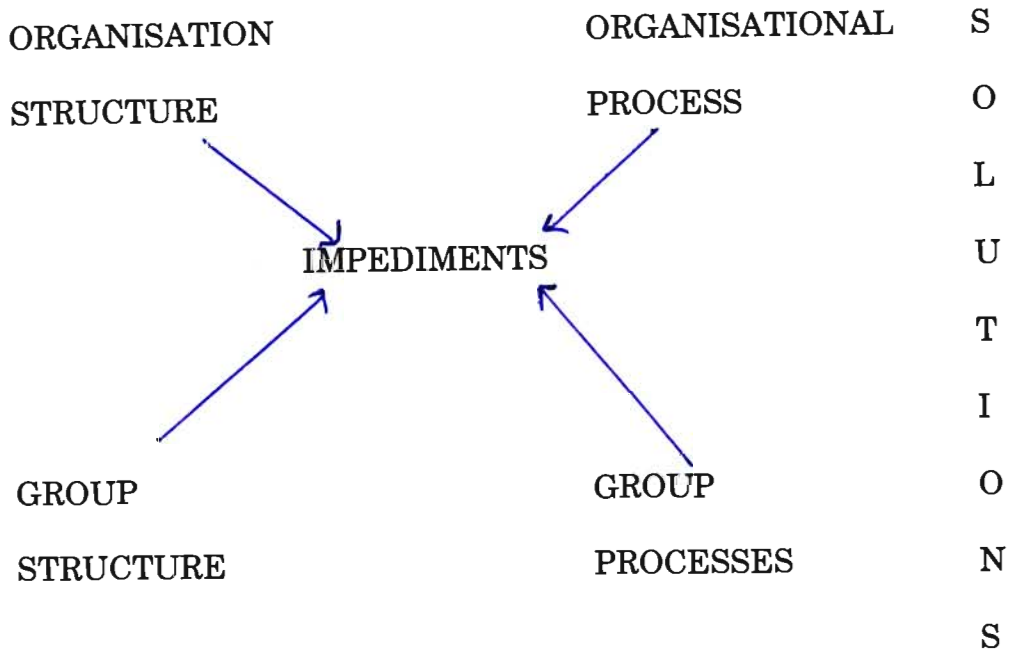 ORGANISATION
STRUCTURE
ORGANISATIONAL
PROCESS
IMPEDIMENTS
GROUP
STRUCTURE
GROUP
PROCESSES
S
O
L
U
T
I
O
N
S